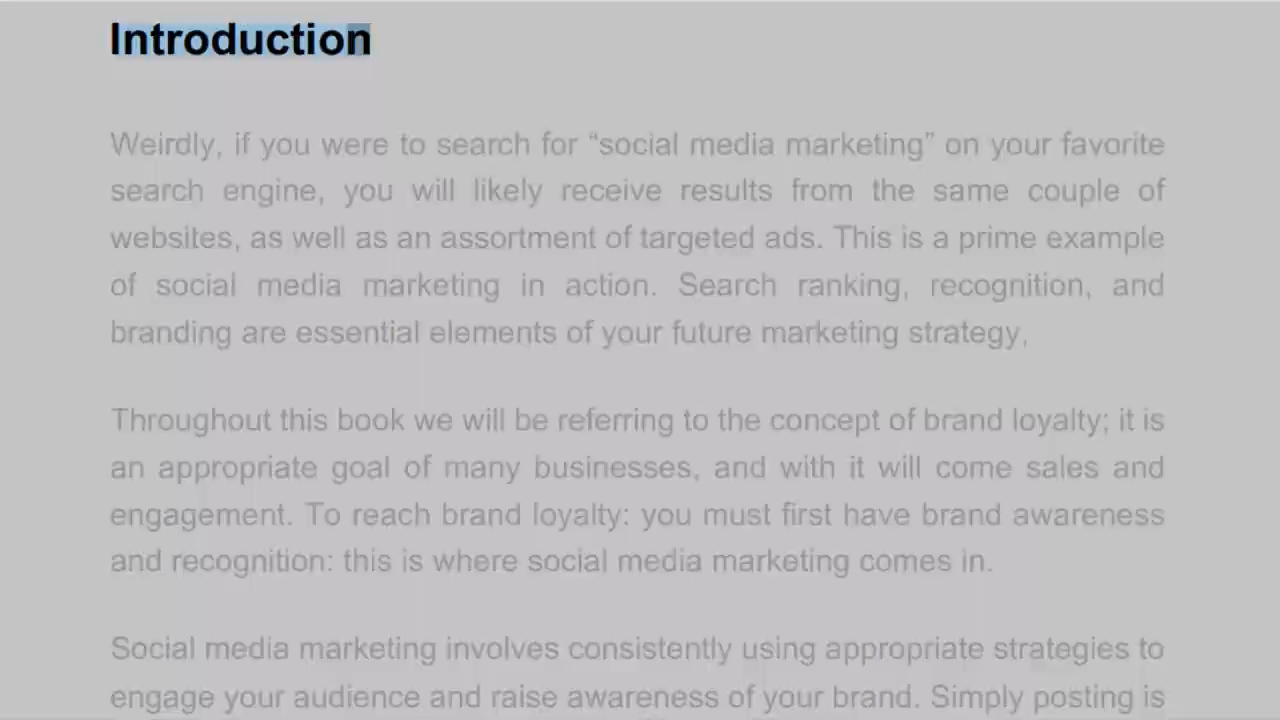 Introduction
Weirdly, if you were to search for “social media marketing” on your favorite
search engine, you will likely receive results from the same couple of
websites, as well as an assortment of targeted ads. This is a prime example
of social media marketing in action. Search ranking, recognition, and
branding are essential elements of your future marketing strategy,
Throughout this book we will be referring to the concept of brand loyalty; it is
an appropriate goal of many businesses, and with it will come sales and
engagement. To reach brand loyalty: you must first have brand awareness
and recognition: this is where social media marketing comes in.
Social media marketing involves consistently using appropriate strategies to
engage your audience and raise awareness of your brand. Simply posting is